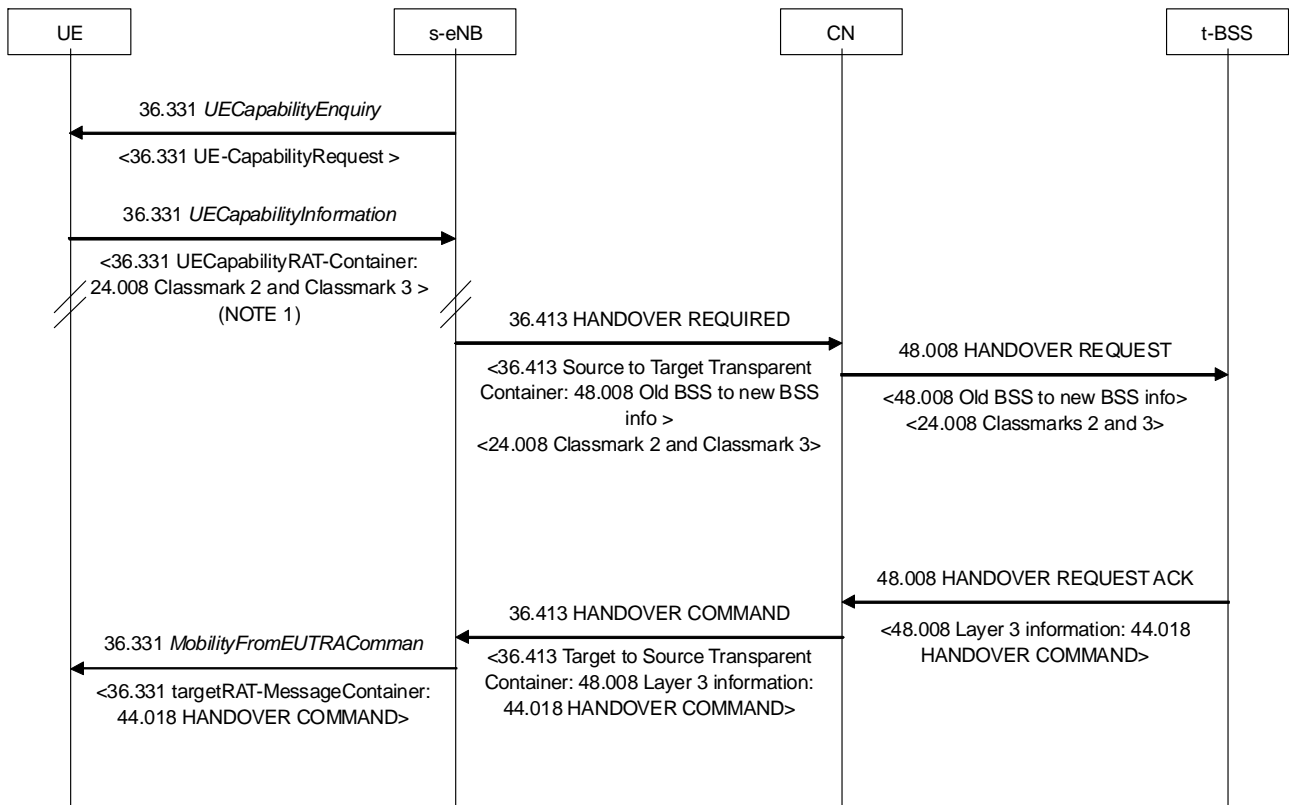 UE
s-eNB
CN
t-BSS
36.331 UECapabilityEnquiry
<36.331 UE-CapabilityRequest >
36.331 UECapabilityInformation
<36.331 UECapabilityRAT-Container:
24.008 Classmark 2 and Classmark 3 >
(NOTE 1)
36.413 HANDOVER REQUIRED
<36.413 Source to Target Transparent
Container: 48.008 Old BSS to new BSS
info >
<24.008 Classmark 2 and Classmark 3>
48.008 HANDOVER REQUEST
<48.008 Old BSS to new BSS info>
<24.008 Classmarks 2 and 3>
48.008 HANDOVER REQUEST ACK
<48.008 Layer 3 information: 44.018
HANDOVER COMMAND>
36.413 HANDOVER COMMAND
<36.413 Target to Source Transparent
Container: 48.008 Layer 3 information:
44.018 HANDOVER COMMAND>
36.331 MobilityFromEUTRAComman
<36.331 targetRAT-MessageContainer:
44.018 HANDOVER COMMAND>